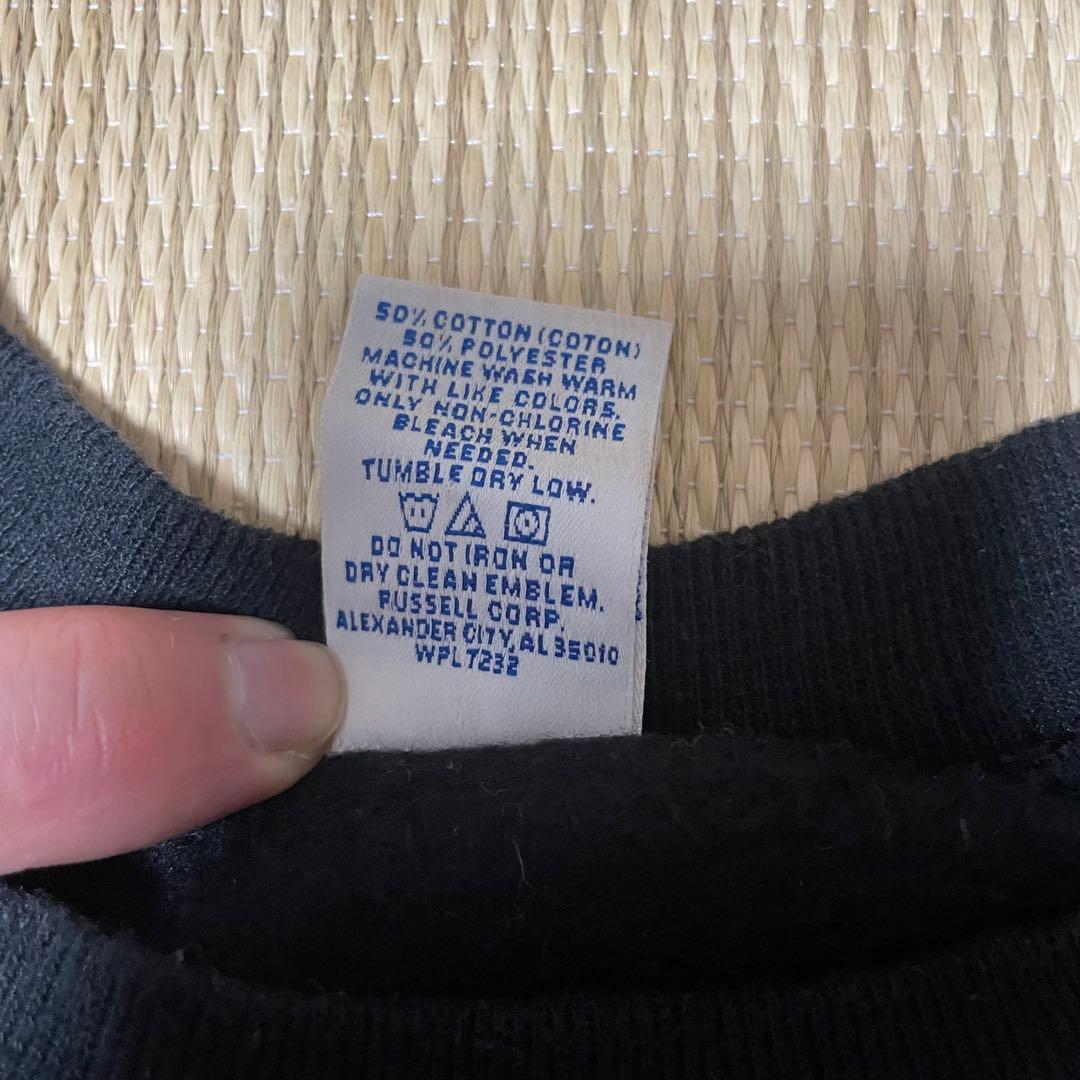 50% COTTON (COTON)
50% POLYESTER
MACHINE WASH WARM
WITH LIKE COLORS.
ONLY NON-CHLORINE
BLEACH WHEN
NEEDED.
TUMBLE DRY LOW.
DO NOT IRON OR
DRY CLEAN EMBLEM.
RUSSELL CORP.
ALEXANDER CITY, AL 35010
WPL7232